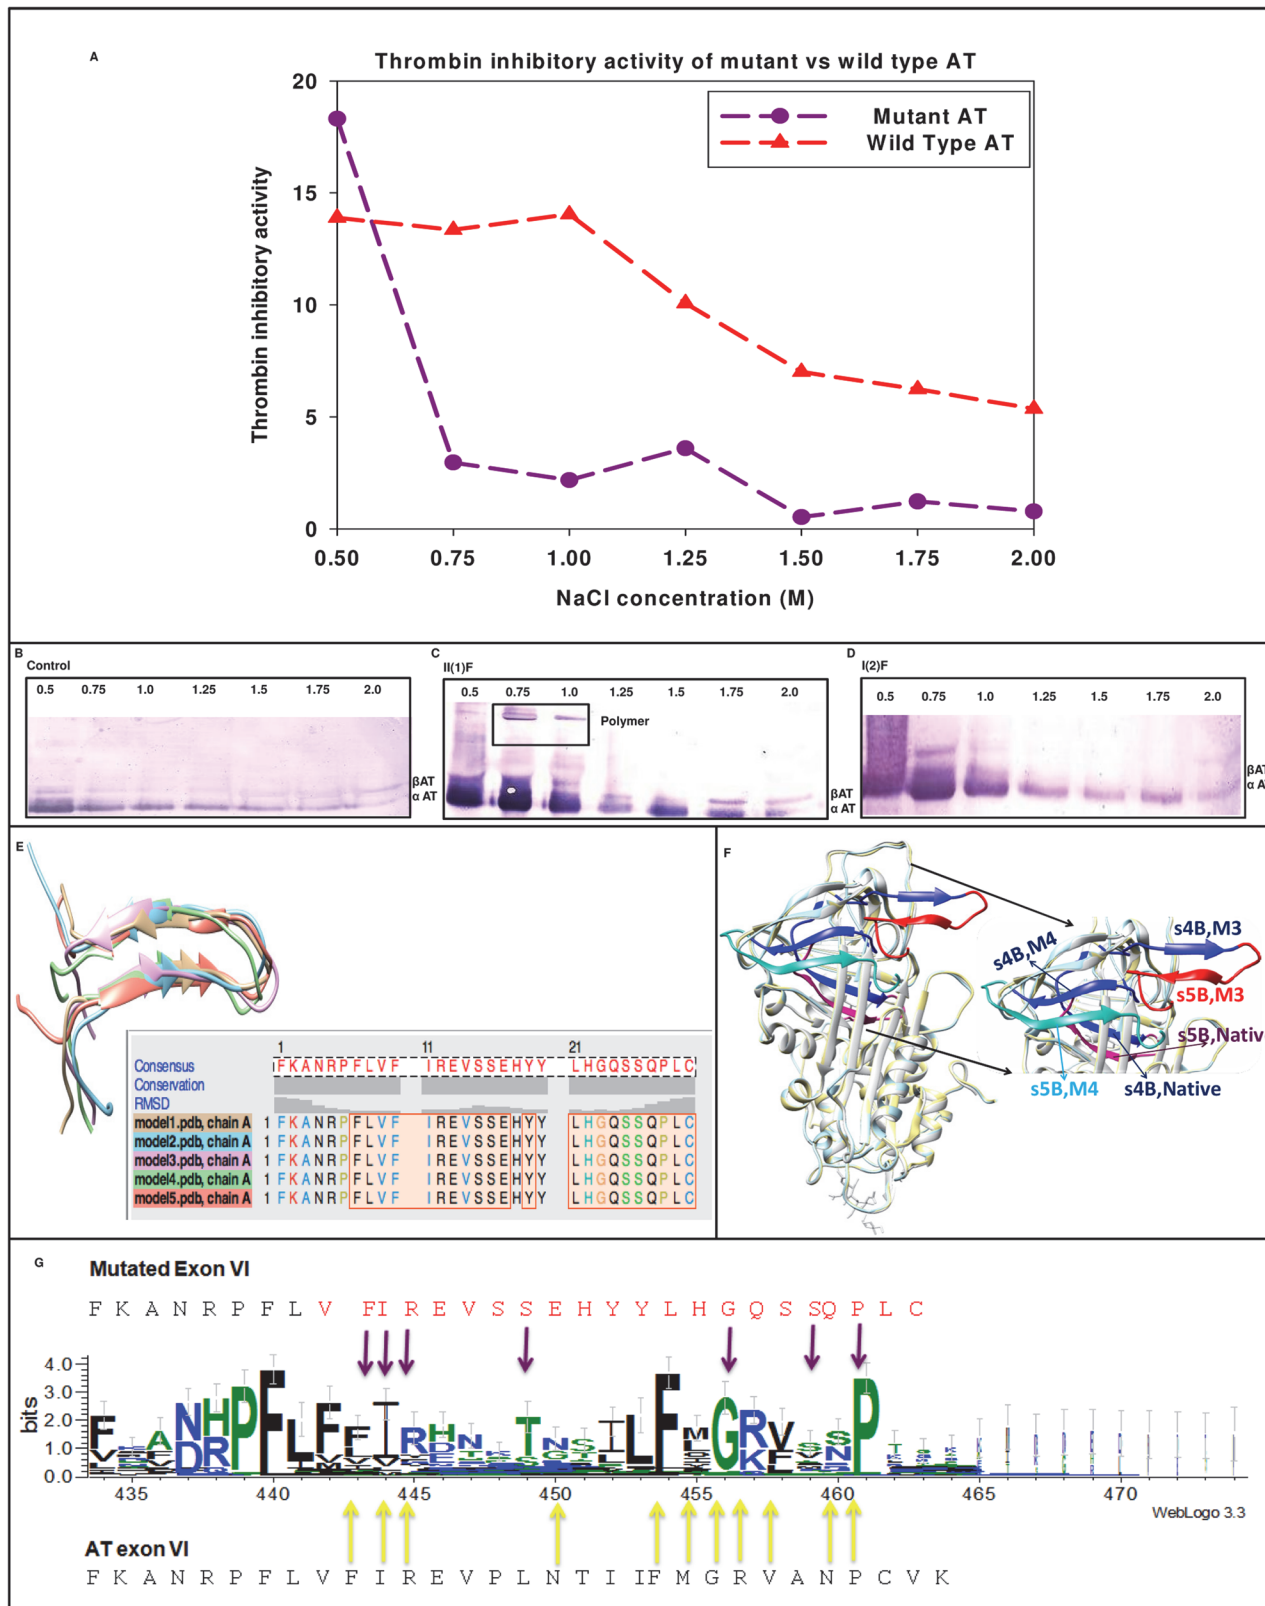 A
Thrombin inhibitory activity of mutant vs wild type AT
Mutant AT
Wild Type AT
Thrombin inhibitory activity
20
15
10
5
0
0.50 0.75 1.00 1.25 1.50 1.75 2.00
NaCl concentration (M)
B
Control
0.5 0.75 1.0 1.25 1.5 1.75 2.0
βAT
α AT
C
II(1)F
0.5 0.75 1.0 1.25 1.5 1.75 2.0
Polymer
βAT
α AT
D
I(2)F
0.5 0.75 1.0 1.25 1.5 1.75 2.0
βAT
α A
E
1 11 21
Consensus FKANRPFLVF IREVSSEHYY LHGQSSQPLC
Conservation
RMSD
model1.pdb, chain A 1 FKANRPFLVF IREVSSEHYY LHGQSSQPLC
model2.pdb, chain A 1 FKANRPFLVF IREVSSEHYY LHGQSSQPLC
model3.pdb, chain A 1 FKANRPFLVF IREVSSEHYY LHGQSSQPLC
model4.pdb, chain A 1 FKANRPFLVF IREVSSEHYY LHGQSSQPLC
model5.pdb, chain A 1 FKANRPFLVF IREVSSEHYY LHGQSSQPLC
F
s4B,M4
s4B,M3
s5B,M3
s5B,Nativ
s5B,M4
s4B,Native
G
Mutated Exon VI
F K A N R P F L V F I R E V S S E H Y Y L H G Q S S Q P L C
bits
4.0
3.0
2.0
1.0
0.0
435 440 445 450 455 460 465 470
WebLogo 3.3
AT exon VI
F K A N R P F L V F I R E V P L N T I I F M G R V A N P C V K